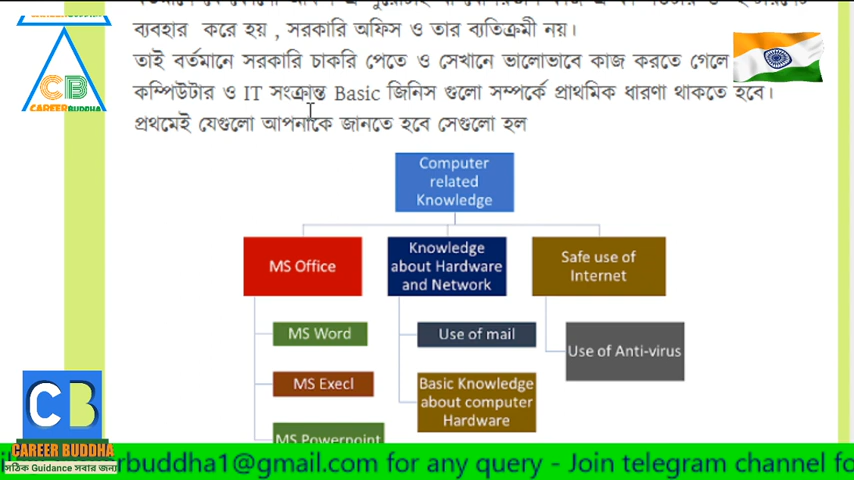 ব্যবহার করে হয় , সরকারি অফিস ও তার ব্যতিক্রমী নয়।
তাই বর্তমানে সরকারি চাকরি পেতে ও সেখানে ভালোভাবে কাজ করতে গেলে
কম্পিউটার ও IT সংক্রান্ত Basic জিনিস গুলো সম্পর্কে প্রাথমিক ধারণা থাকতে হবে।
প্রথমেই যেগুলো আপনাকে জানতে হবে সেগুলো হল
CB
CAREER BUDDHA
Computer
related
Knowledge
MS Office
Knowledge
about Hardware
and Network
Safe use of
Internet
MS Word
Use of mail
Use of Anti-virus
MS Execl
Basic Knowledge
about computer
Hardware
MS Powerpoint
CB
CAREER BUDDHA
সঠিক Guidance সবার জন্য
rbuddha1@gmail.com for any query - Join telegram channel fo